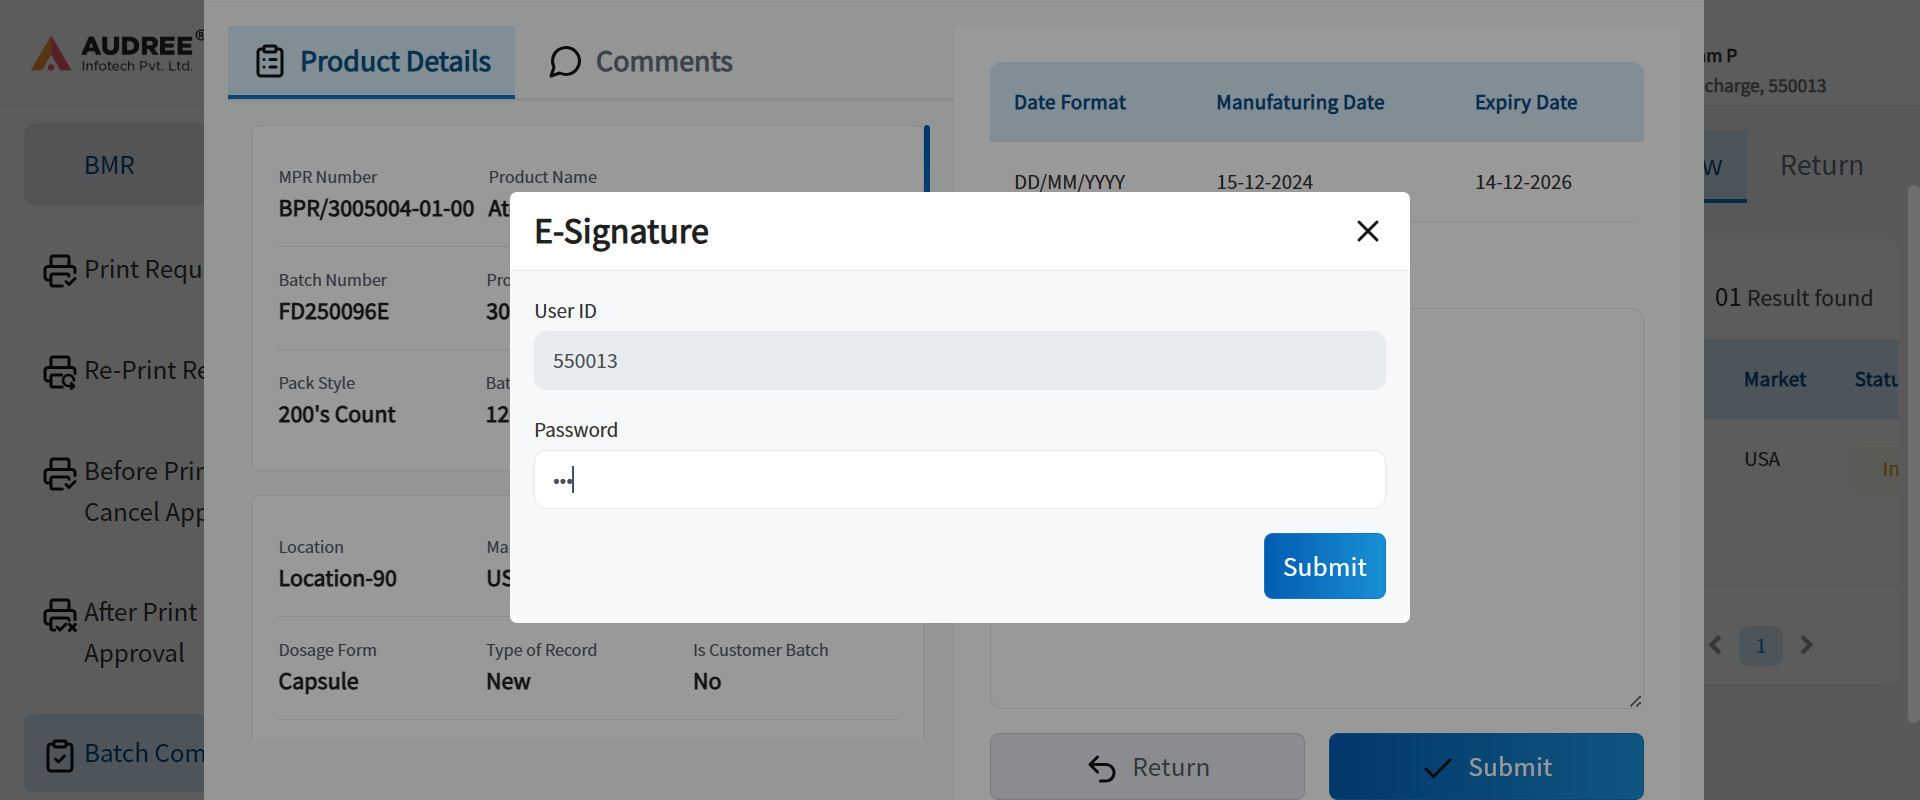 AUDREE®
Infotech Pvt. Ltd.
Product Details
Comments
am P
charge, 550013
BMR
Print Requ
Re-Print Re
Before Prin
Cancel App
After Print
Approval
Batch Com
MPR Number
Product Name
BPR/3005004-01-00
At
Batch Number
Pro
FD250096E
30
Pack Style
Bat
200's Count
12
Location
Ma
Location-90
US
Dosage Form
Type of Record
Is Customer Batch
Capsule
New
No
Date Format
Manufaturing Date
Expiry Date
DD/MM/YYYY
15-12-2024
14-12-2026
E-Signature
User ID
550013
Password
Submit
Return
Submit
w
Return
01 Result found
Market
Statu
USA
In
1